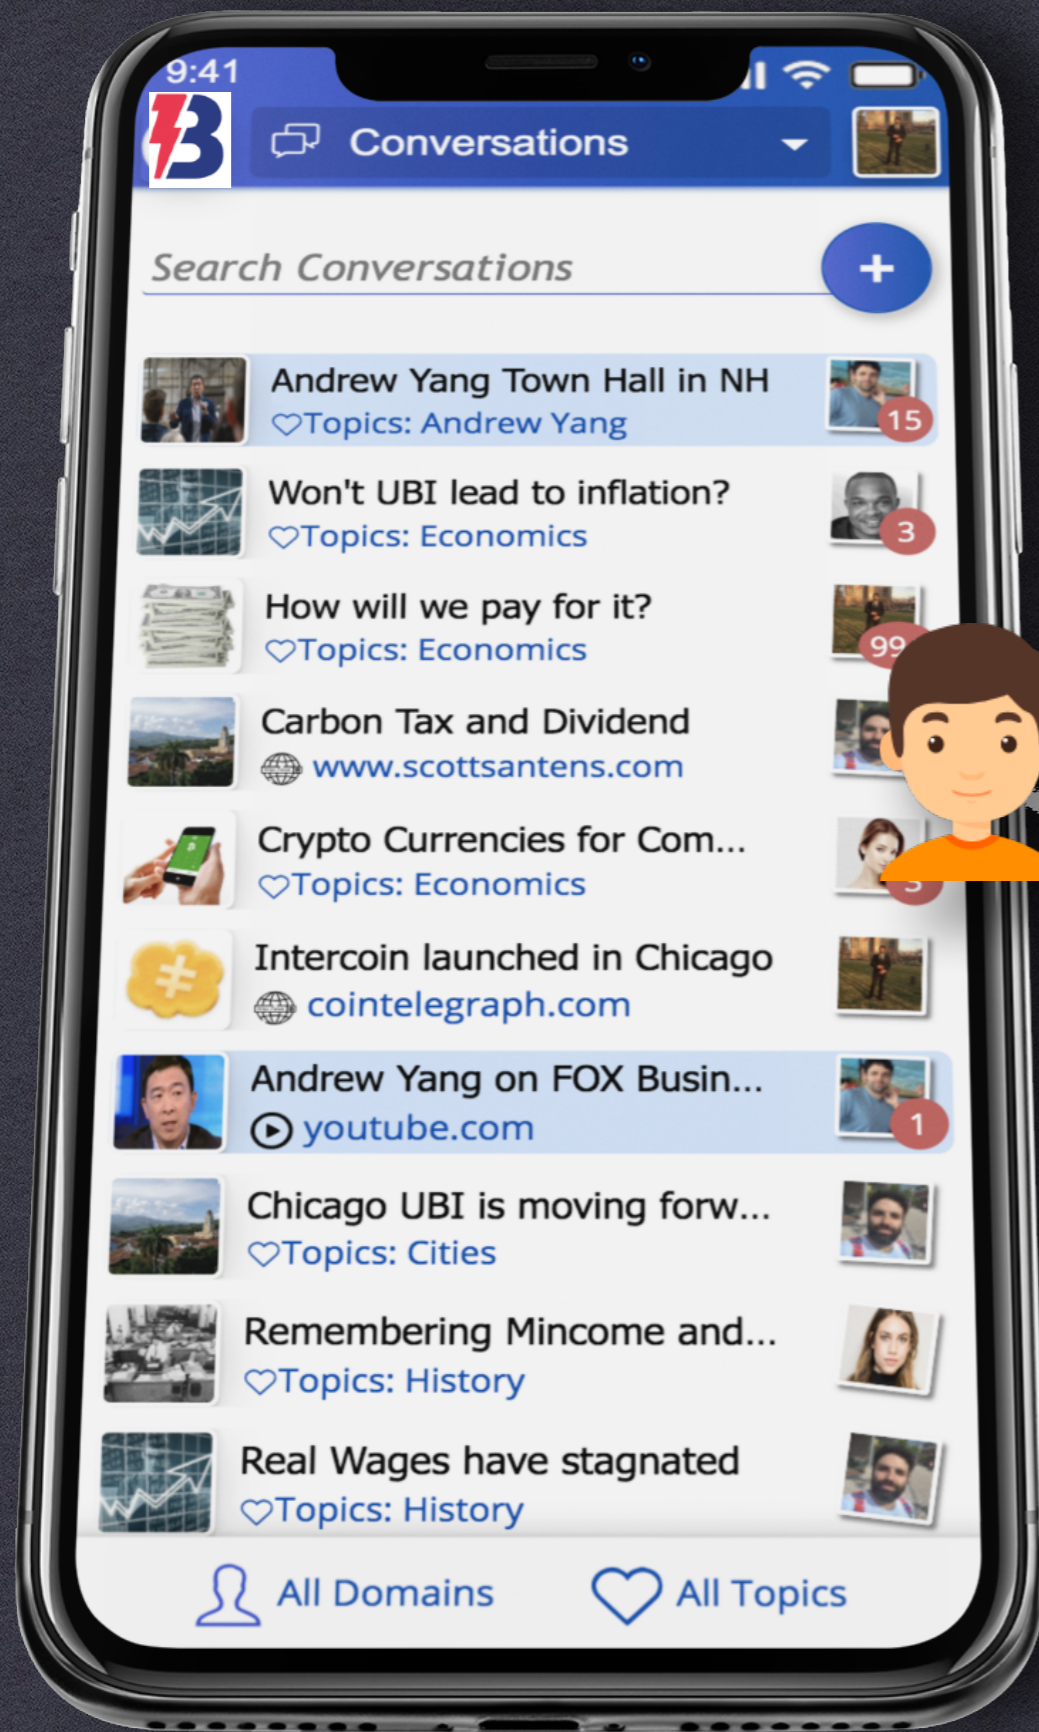 9:41
B
Conversations
Search Conversations
+
Andrew Yang Town Hall in NH
Topics: Andrew Yang
15
Won't UBI lead to inflation?
Topics: Economics
3
How will we pay for it?
Topics: Economics
99
Carbon Tax and Dividend
www.scottsantens.com
Crypto Currencies for Com...
Topics: Economics
Intercoin launched in Chicago
cointelegraph.com
Andrew Yang on FOX Busin...
youtube.com
1
Chicago UBI is moving forw...
Topics: Cities
Remembering Mincome and...
Topics: History
Real Wages have stagnated
Topics: History
All Domains
All Topics